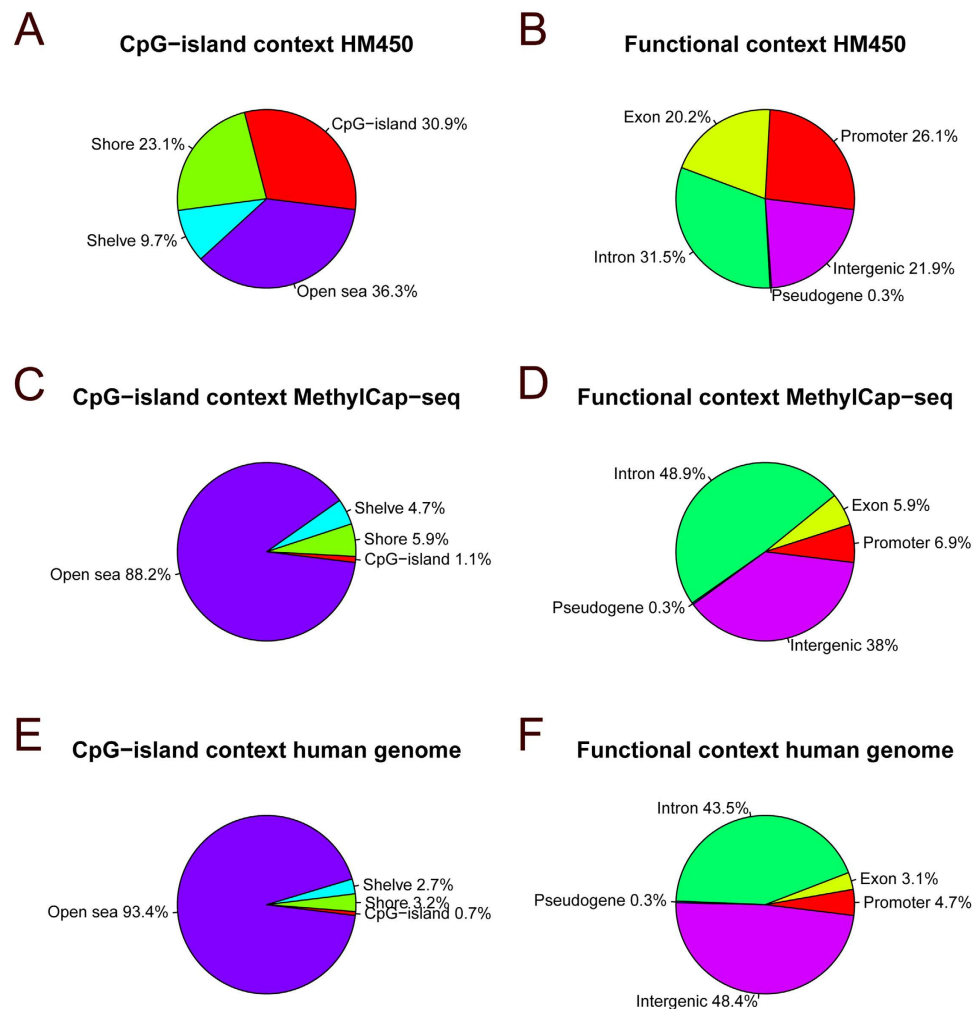 A
CpG−island context HM450
CpG−island 30.9%
Shore 23.1%
Shelve 9.7%
Open sea 36.3%
B
Functional context HM450
Exon 20.2%
Promoter 26.1%
Intron 31.5%
Intergenic 21.9%
Pseudogene 0.3%
C
CpG−island context MethylCap−seq
Shelve 4.7%
Shore 5.9%
CpG−island 1.1%
Open sea 88.2%
D
Functional context MethylCap−seq
Intron 48.9%
Exon 5.9%
Promoter 6.9%
Pseudogene 0.3%
Intergenic 38%
E
CpG−island context human genome
Shelve 2.7%
Shore 3.2%
CpG−island 0.7%
Open sea 93.4%
F
Functional context human genome
Intron 43.5%
Exon 3.1%
Pseudogene 0.3%
Promoter 4.7%
Intergenic 48.4%